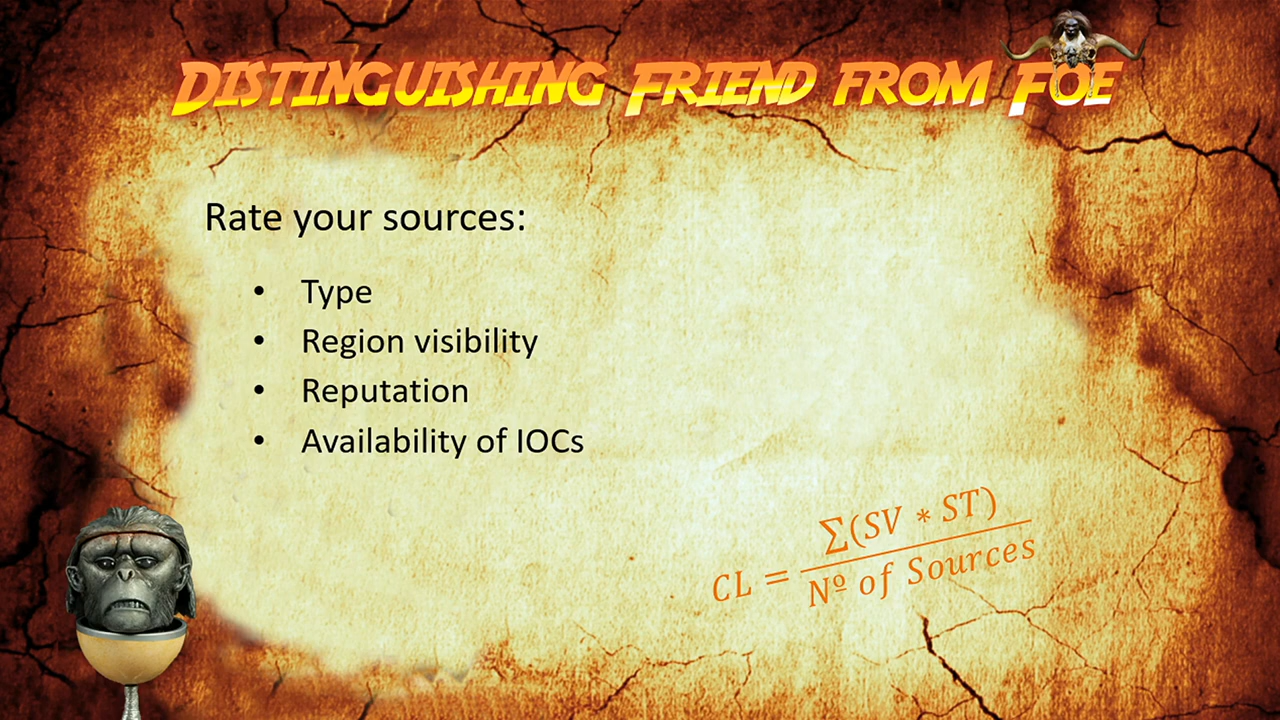 Distinguishing Friend from Foe
Rate your sources:
• Type
• Region visibility
• Reputation
• Availability of IOCs
CL = ∑(SV * ST) / Nº of Sources